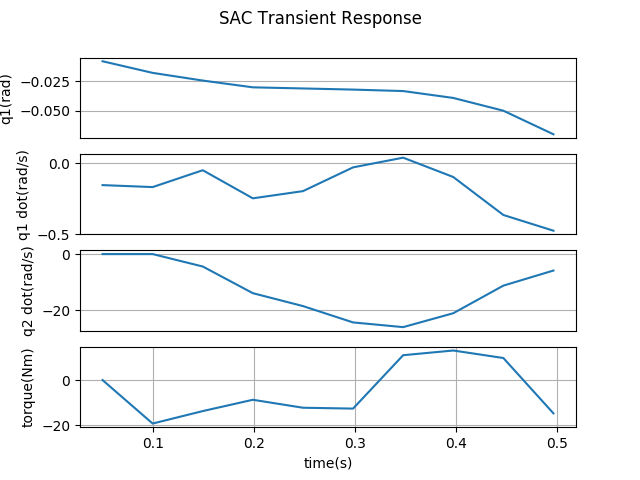 SAC Transient Response
q1(rad)
−0.025
−0.050
q1 dot(rad/s)
0.0
−0.5
q2 dot(rad/s)
0
−20
torque(Nm)
0
−20
0.1 0.2 0.3 0.4 0.5
time(s)